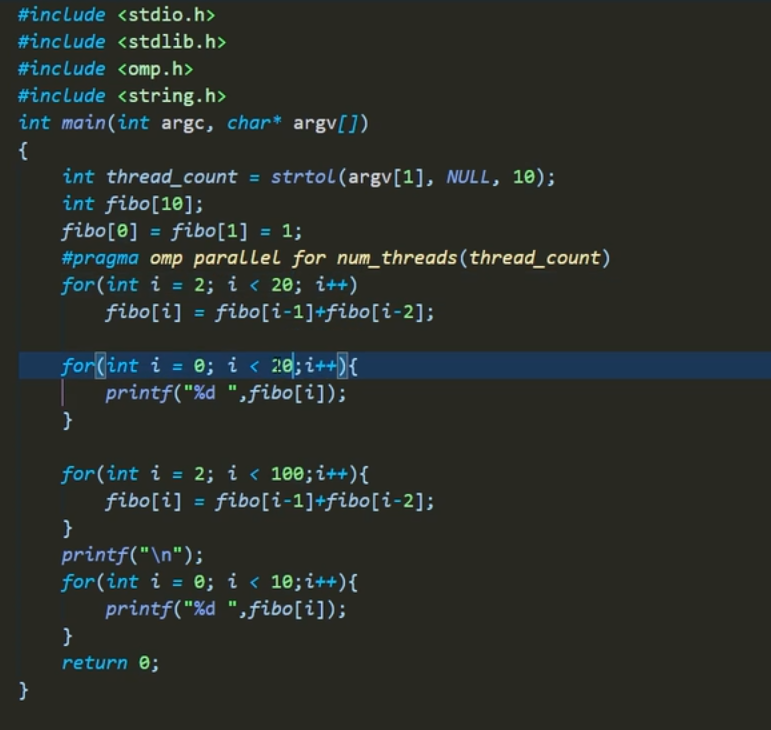 #include <stdio.h>
#include <stdlib.h>
#include <omp.h>
#include <string.h>
int main(int argc, char* argv[])
{
    int thread_count = strtol(argv[1], NULL, 10);
    int fibo[10];
    fibo[0] = fibo[1] = 1;
    #pragma omp parallel for num_threads(thread_count)
    for(int i = 2; i < 20; i++)
        fibo[i] = fibo[i-1]+fibo[i-2];

    for(int i = 0; i < 20;i++){
        printf("%d ",fibo[i]);
    }

    for(int i = 2; i < 100;i++){
        fibo[i] = fibo[i-1]+fibo[i-2];
    }
    printf("\n");
    for(int i = 0; i < 10;i++){
        printf("%d ",fibo[i]);
    }
    return 0;
}